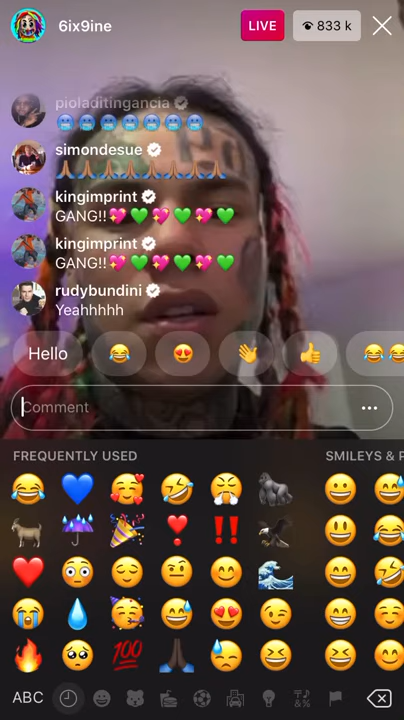 6ix9ine
LIVE
833 k
pioladitingancia
simondesue
kingimprint
GANG!!
kingimprint
GANG!!
rudybundini
Yeahhhhh
Hello
Comment
FREQUENTLY USED
SMILEYS & P
ABC